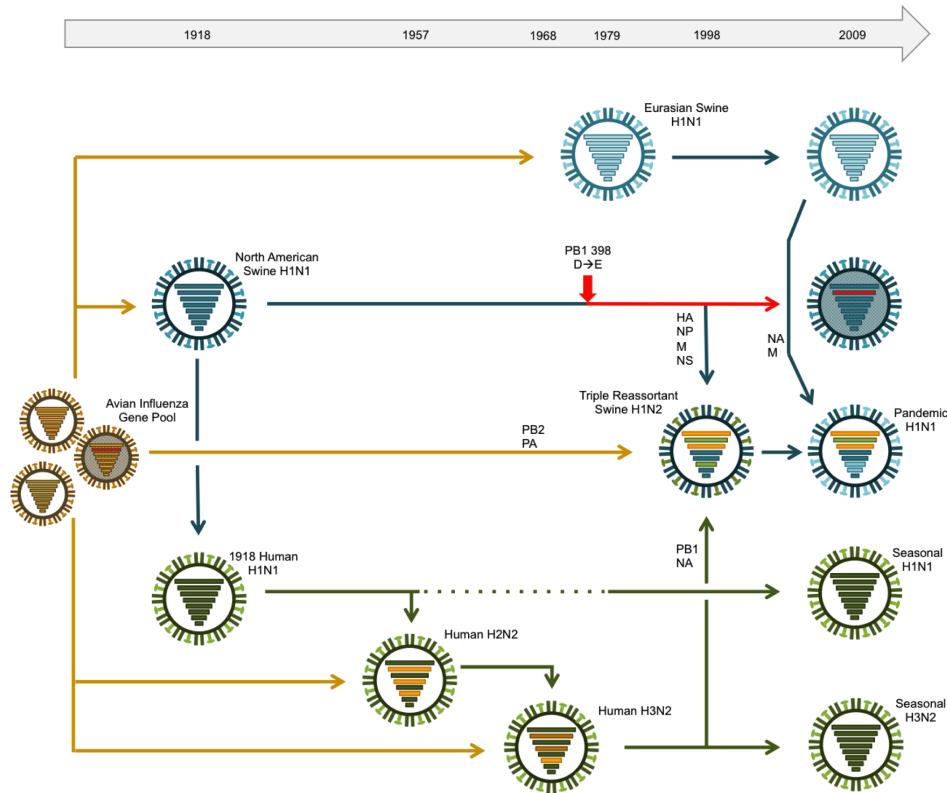 1918
1957
1968
1979
1998
2009
Eurasian Swine
H1N1
North American
Swine H1N1
PB1 398
D→E
HA
NP
M
NS
NA
M
Avian Influenza
Gene Pool
Triple Reassortant
Swine H1N2
Pandemic
H1N1
PB2
PA
1918 Human
H1N1
PB1
NA
Seasonal
H1N1
Human H2N2
Human H3N2
Seasonal
H3N2